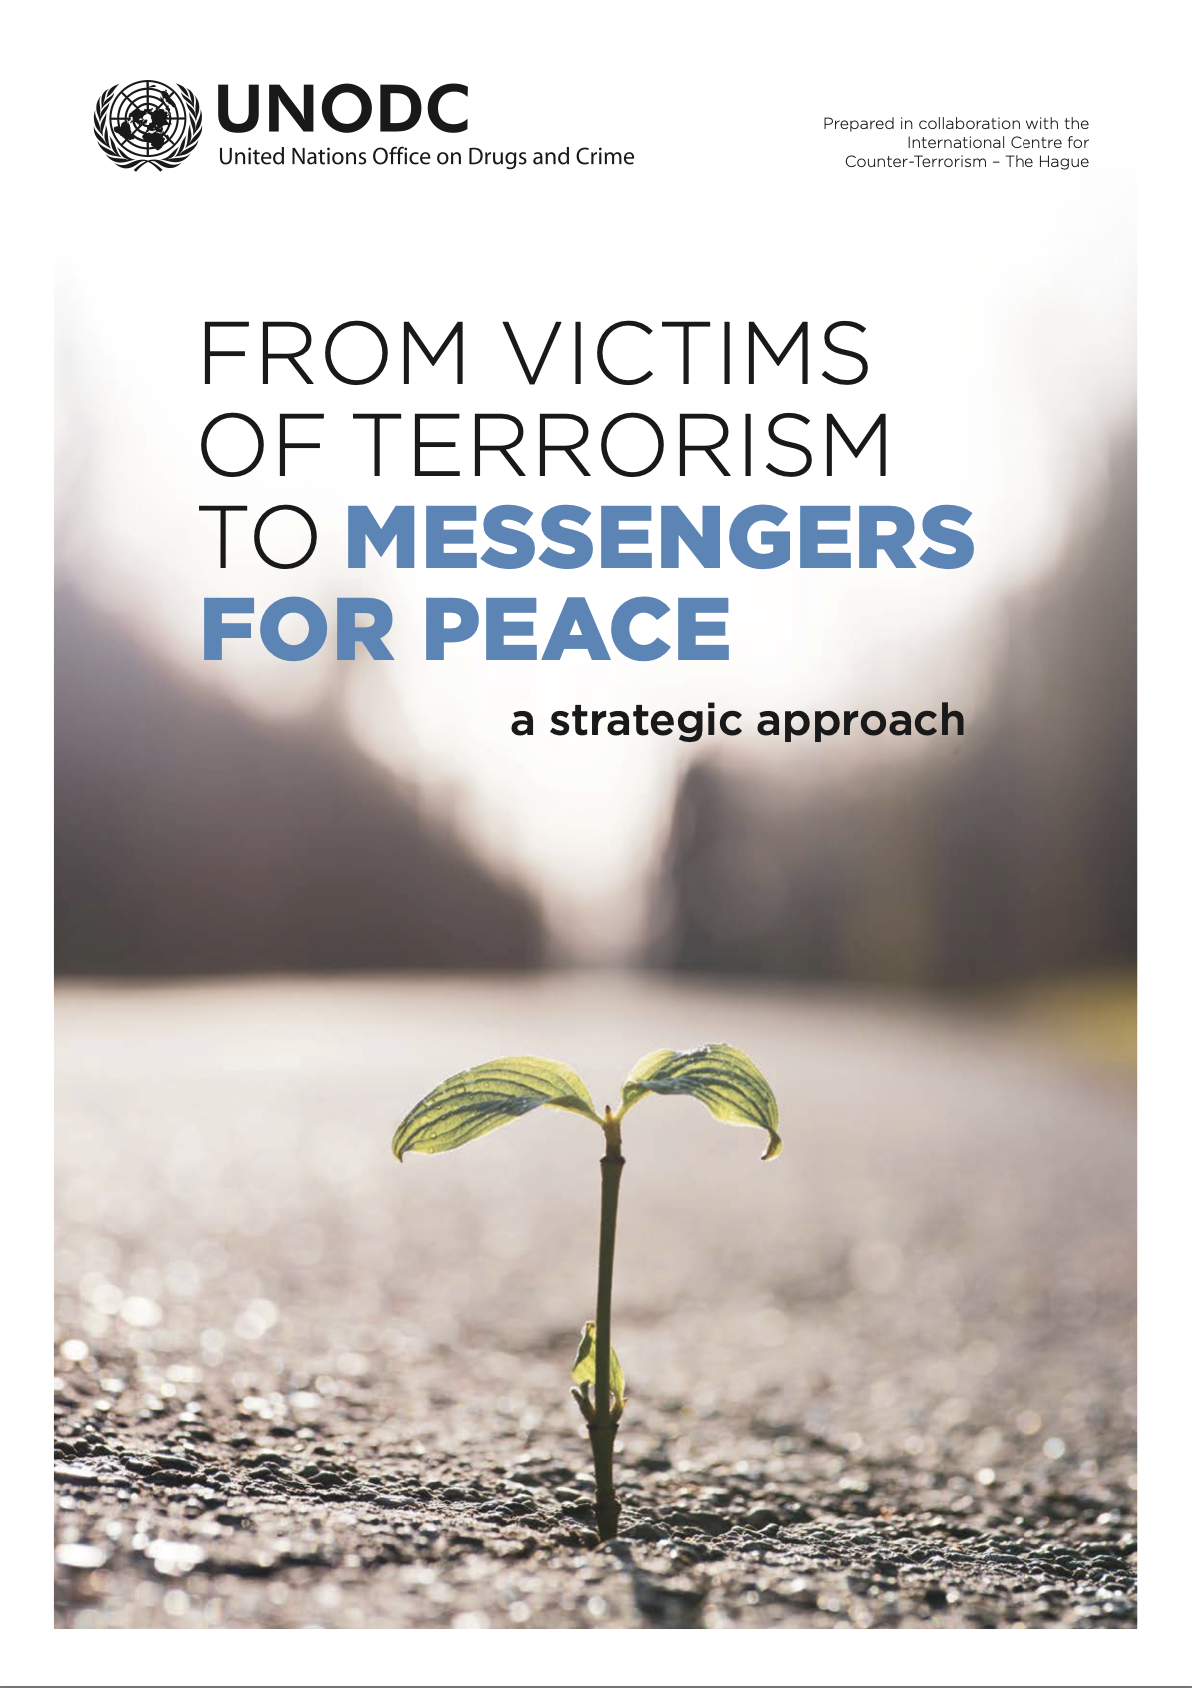 UNODC
United Nations Office on Drugs and Crime
Prepared in collaboration with the
International Centre for
Counter-Terrorism – The Hague
FROM VICTIMS
OF TERRORISM
TO MESSENGERS
FOR PEACE
a strategic approach